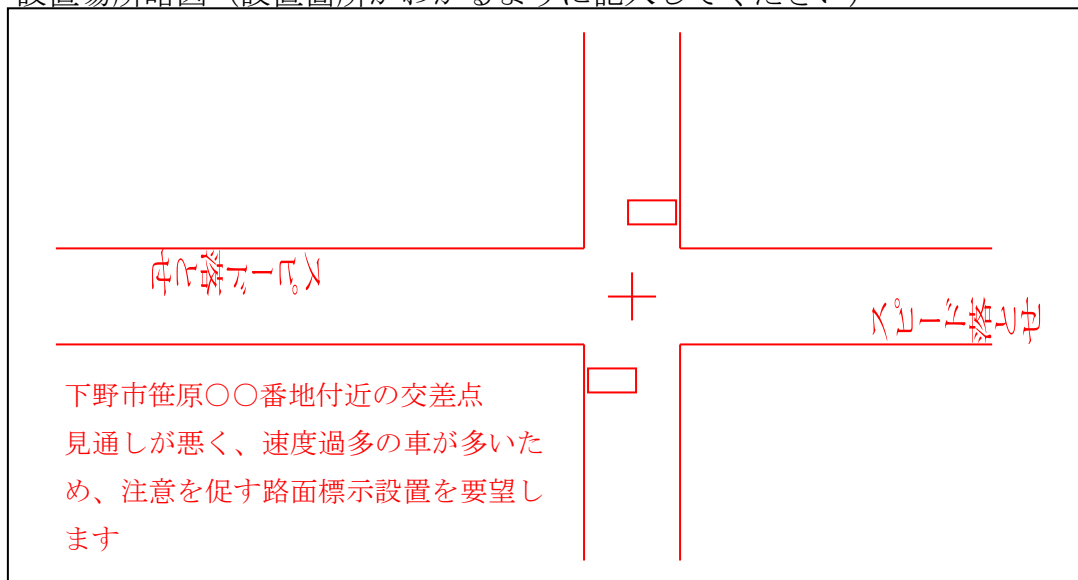 設置場所略図（設置箇所がわかるように記入してください）
スピード落とせ
スピード落とせ
下野市笹原〇〇番地付近の交差点
見通しが悪く、速度過多の車が多いた
め、注意を促す路面標示設置を要望し
ます